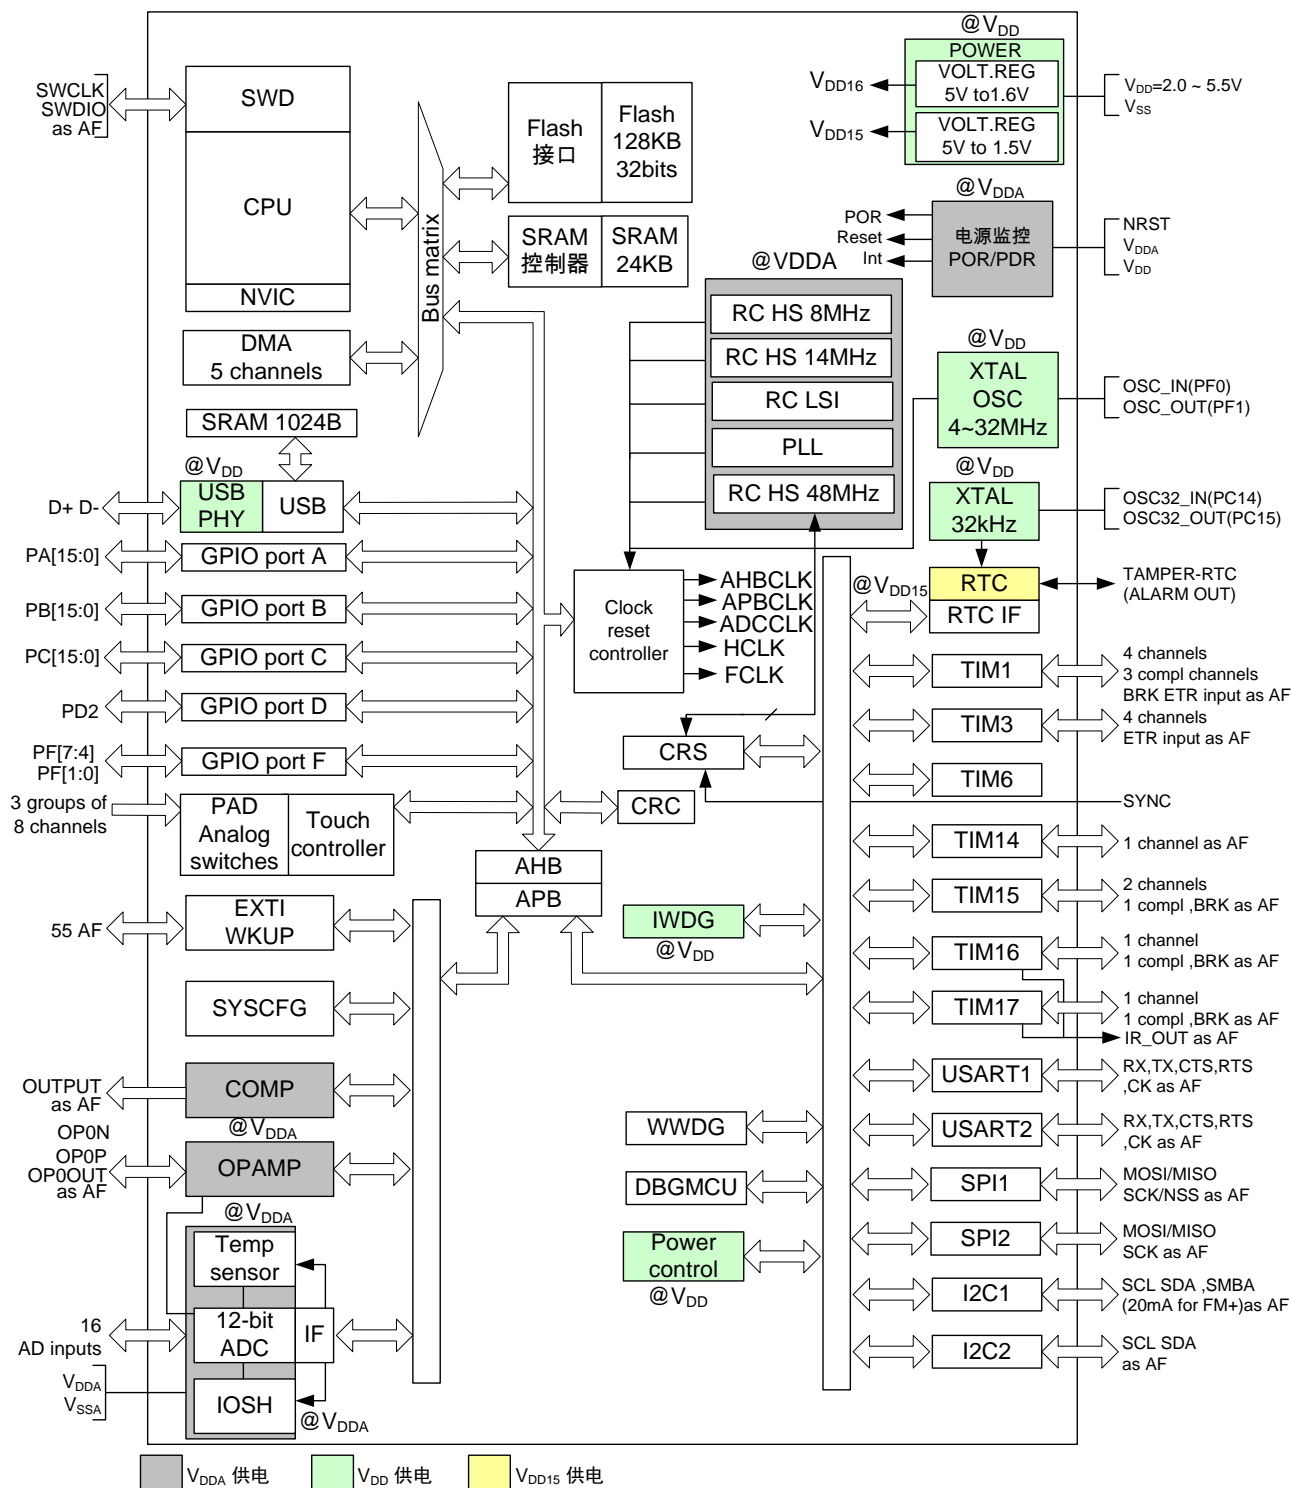 @VDD
POWER
VOLT.REG
5V to1.6V
VOLT.REG
5V to 1.5V
VDD16
VDD15
VDD=2.0 ~ 5.5V
VSS
SWCLK
SWDIO
as AF
SWD
CPU
NVIC
DMA
5 channels
Bus matrix
Flash
接口
Flash
128KB
32bits
SRAM
控制器
SRAM
24KB
@VDDA
电源监控
POR/PDR
POR
Reset
Int
NRST
VDDA
VDD
@VDDA
RC HS 8MHz
RC HS 14MHz
RC LSI
PLL
RC HS 48MHz
@VDD
XTAL
OSC
4~32MHz
OSC_IN(PF0)
OSC_OUT(PF1)
@VDD
XTAL
32kHz
OSC32_IN(PC14)
OSC32_OUT(PC15)
@VDD15
RTC
RTC IF
TAMPER-RTC
(ALARM OUT)
SRAM 1024B
@VDD
USB
PHY
USB
D+ D-
PA[15:0]
GPIO port A
PB[15:0]
GPIO port B
PC[15:0]
GPIO port C
PD2
GPIO port D
PF[7:4]
PF[1:0]
GPIO port F
3 groups of
8 channels
PAD
Analog
switches
Touch
controller
Clock
reset
controller
AHBCLK
APBCLK
ADCCLK
HCLK
FCLK
CRS
CRC
AHB
APB
SYNC
TIM1
4 channels
3 compl channels
BRK ETR input as AF
TIM3
4 channels
ETR input as AF
TIM6
TIM14
1 channel as AF
TIM15
2 channels
1 compl ,BRK as AF
TIM16
1 channel
1 compl ,BRK as AF
TIM17
1 channel
1 compl ,BRK as AF
IR_OUT as AF
USART1
RX,TX,CTS,RTS
,CK as AF
USART2
RX,TX,CTS,RTS
,CK as AF
SPI1
MOSI/MISO
SCK/NSS as AF
SPI2
MOSI/MISO
SCK as AF
I2C1
SCL SDA ,SMBA
(20mA for FM+)as AF
I2C2
SCL SDA
as AF
IWDG
@VDD
WWDG
DBGMCU
Power
control
@VDD
55 AF
EXTI
WKUP
SYSCFG
OUTPUT
as AF
COMP
@VDDA
OP0N
OP0P
OP0OUT
as AF
OPAMP
@VDDA
Temp
sensor
16
AD inputs
12-bit
ADC
IF
VDDA
VSSA
IOSH
@VDDA
VDDA 供电
VDD 供电
VDD15 供电